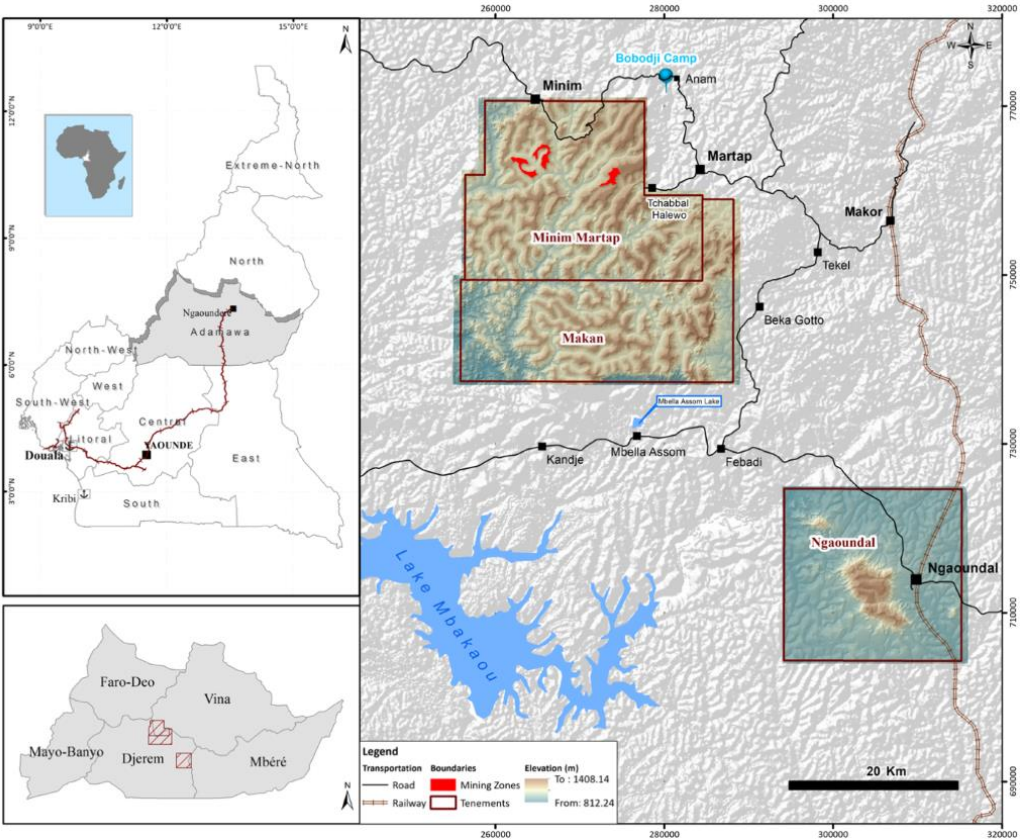 9°0'0"E
12°0'0"E
15°0'0"E
N
12°0'0"N
9°0'0"N
6°0'0"N
3°0'0"N
Extreme-North
North
Ngaoundere
Adamawa
North-West
West
South-West
Central
Litoral
YAOUNDE
Douala
East
Kribi
South
Faro-Deo
Vina
Mayo-Banyo
Djerem
Mbéré
N
260000
280000
300000
320000
N
W
E
S
Bobodji Camp
Anam
Minim
770000
Martap
Tchabbal
Halewo
Makor
Minim Martap
Tekel
750000
Beka Gotto
Makan
Mbella Assom Lake
730000
Kandje
Mbella Assom
Febadi
Ngaoundal
Ngaoundal
Lake Mbakaou
710000
690000
Legend
Transportation
Boundaries
Elevation (m)
Road
Mining Zones
To : 1408.14
Railway
Tenements
From: 812.24
20 Km
260000
280000
300000
320000